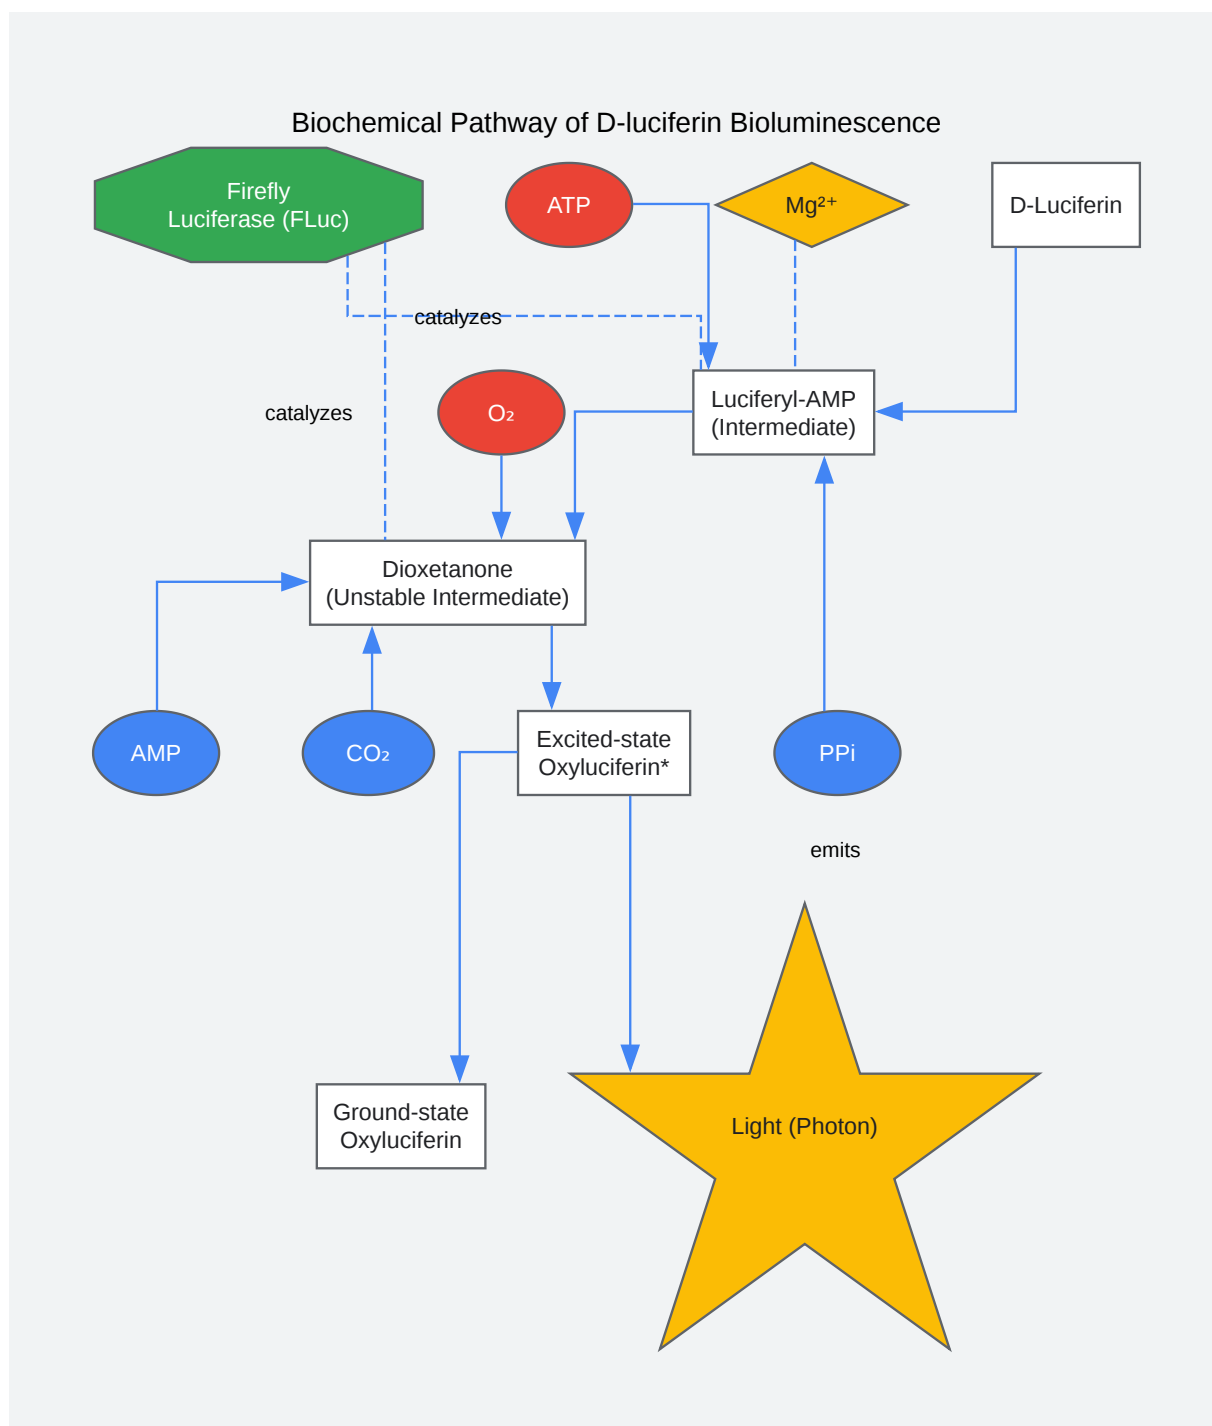 Biochemical Pathway of D-luciferin Bioluminescence
Firefly
Luciferase (FLuc)
ATP
Mg²⁺
D-Luciferin
catalyzes
catalyzes
O₂
Luciferyl-AMP
(Intermediate)
Dioxetanone
(Unstable Intermediate)
AMP
CO₂
Excited-state
Oxyluciferin*
PPi
emits
Ground-state
Oxyluciferin
Light (Photon)